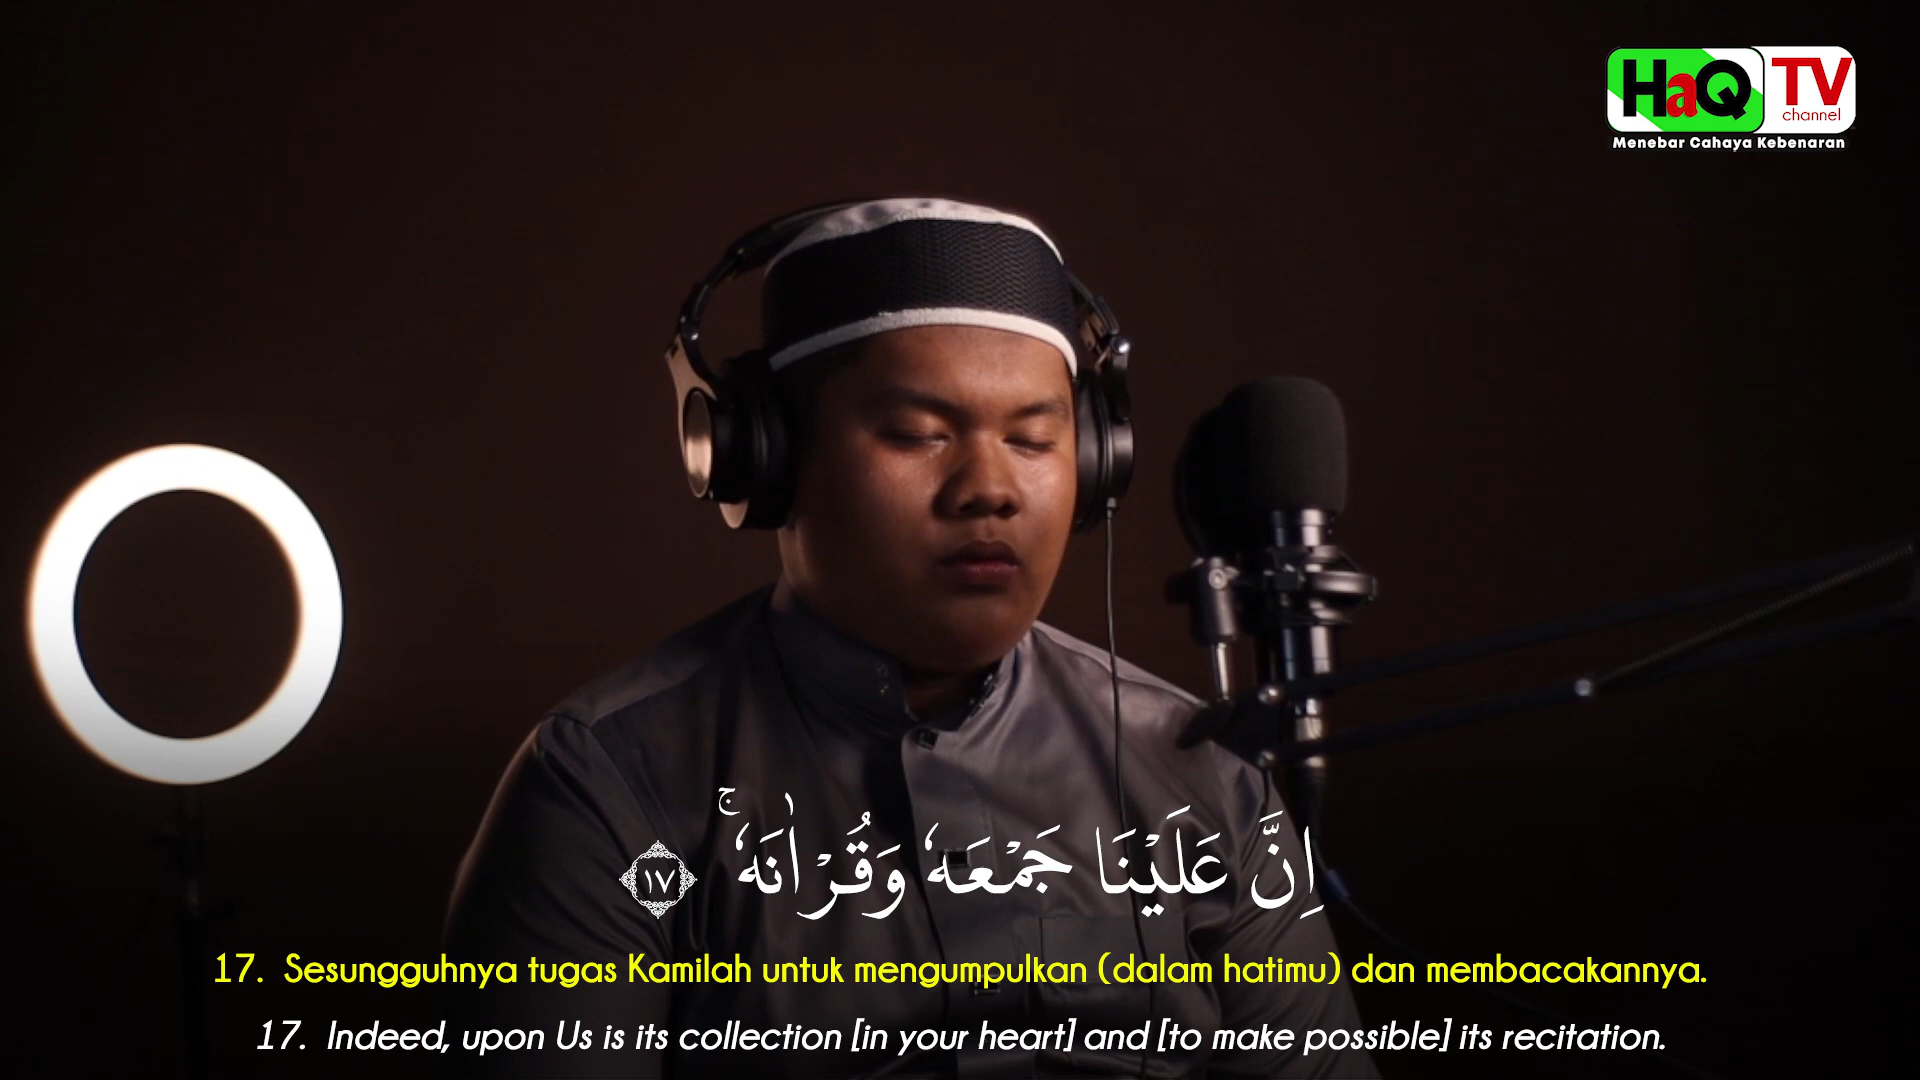 HaQ TV
channel
Menebar Cahaya Kebenaran
اِنَّ عَلَيْنَا جَمْعَهٗ وَقُرْاٰنَهٗ ۚ ١٧
17. Sesungguhnya tugas Kamilah untuk mengumpulkan (dalam hatimu) dan membacakannya.
17. Indeed, upon Us is its collection [in your heart] and [to make possible] its recitation.